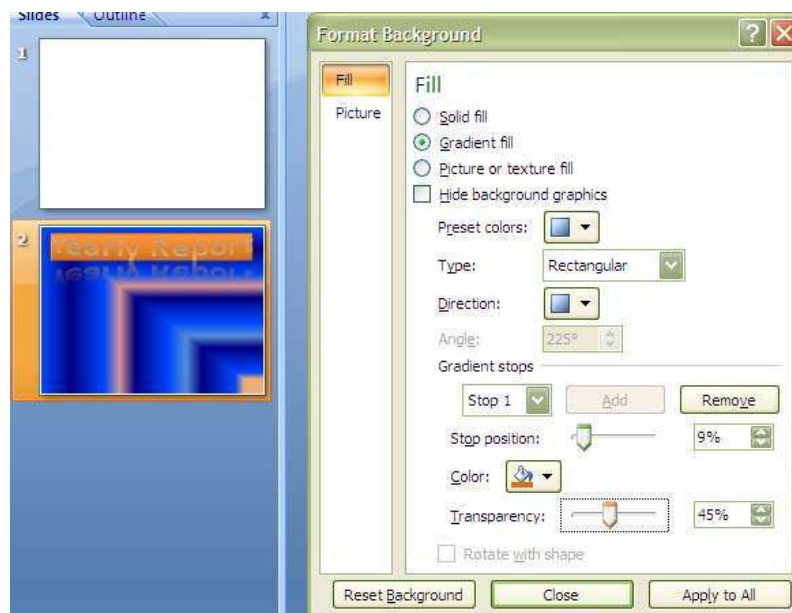 Slides Outline x
1
2
Yearly Report
Yearly Report
Format Background
?
Fill
Picture
Fill
Solid fill
Gradient fill
Picture or texture fill
Hide background graphics
Preset colors:
Type: Rectangular
Direction:
Angle: 225°
Gradient stops
Stop 1 Add Remove
Stop position: 9%
Color:
Transparency: 45%
Rotate with shape
Reset Background Close Apply to All